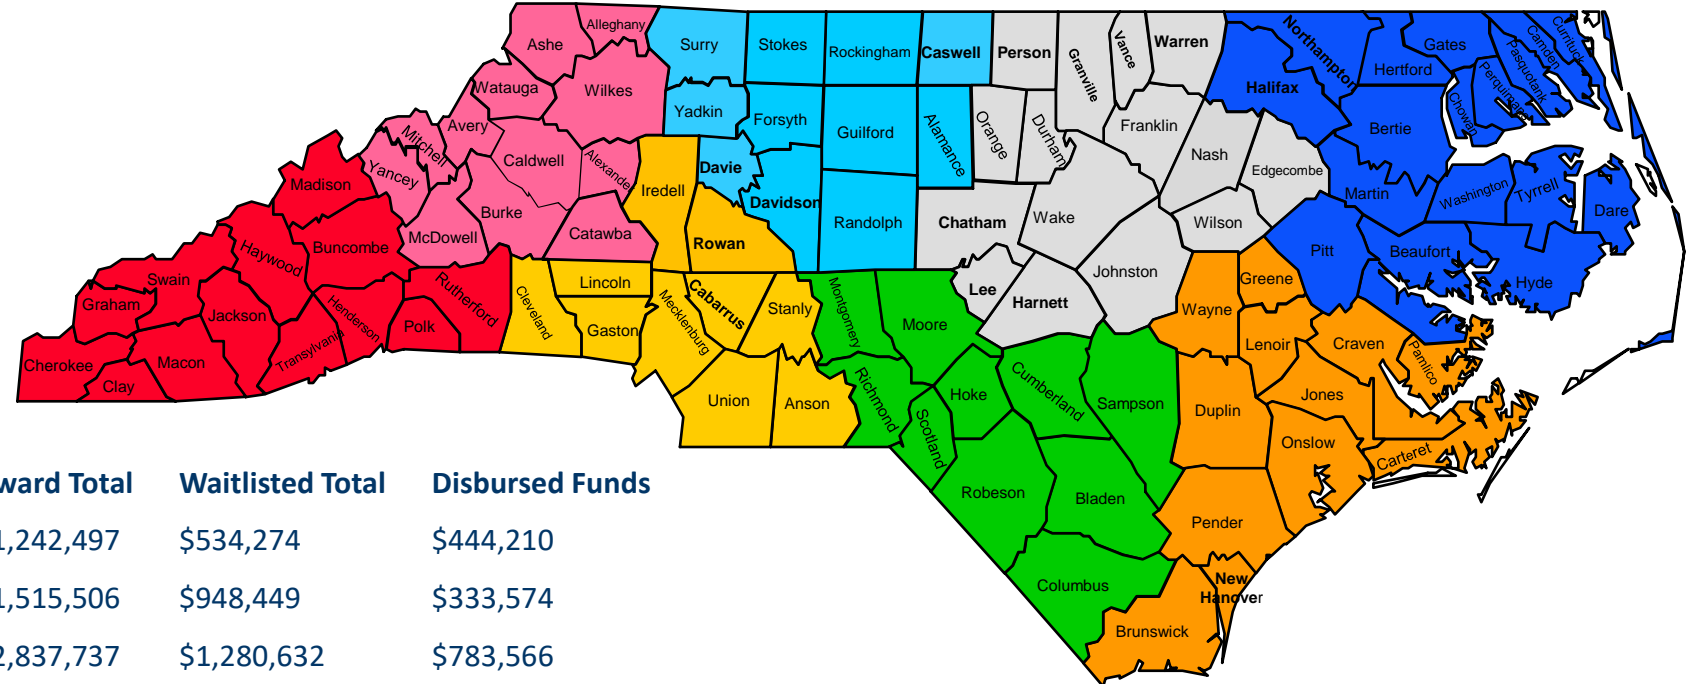 Alleghany
Ashe
Surry
Stokes
Rockingham
Caswell
Person
Granville
Vance
Warren
Northampton
Gates
Hertford
Currituck
Camden
Pasquotank
Perquimans
Chowan
Watauga
Wilkes
Yadkin
Forsyth
Guilford
Alamance
Orange
Durham
Franklin
Halifax
Bertie
Mitchell
Avery
Caldwell
Alexander
Iredell
Davie
Davidson
Randolph
Chatham
Wake
Nash
Edgecombe
Wilson
Martin
Washington
Tyrrell
Dare
Madison
Yancey
Burke
McDowell
Catawba
Rowan
Buncombe
Haywood
Swain
Graham
Jackson
Henderson
Transylvania
Polk
Rutherford
Cherokee
Clay
Macon
Cleveland
Lincoln
Gaston
Mecklenburg
Cabarrus
Stanly
Union
Anson
Montgomery
Moore
Lee
Harnett
Johnston
Wayne
Greene
Pitt
Beaufort
Hyde
Richmond
Scotland
Hoke
Cumberland
Sampson
Duplin
Lenoir
Craven
Pamlico
Jones
Onslow
Carteret
Robeson
Bladen
Pender
Columbus
New
Hanover
Brunswick
ward Total Waitlisted Total Disbursed Funds
1,242,497 $534,274 $444,210
1,515,506 $948,449 $333,574
2,837,737 $1,280,632 $783,566